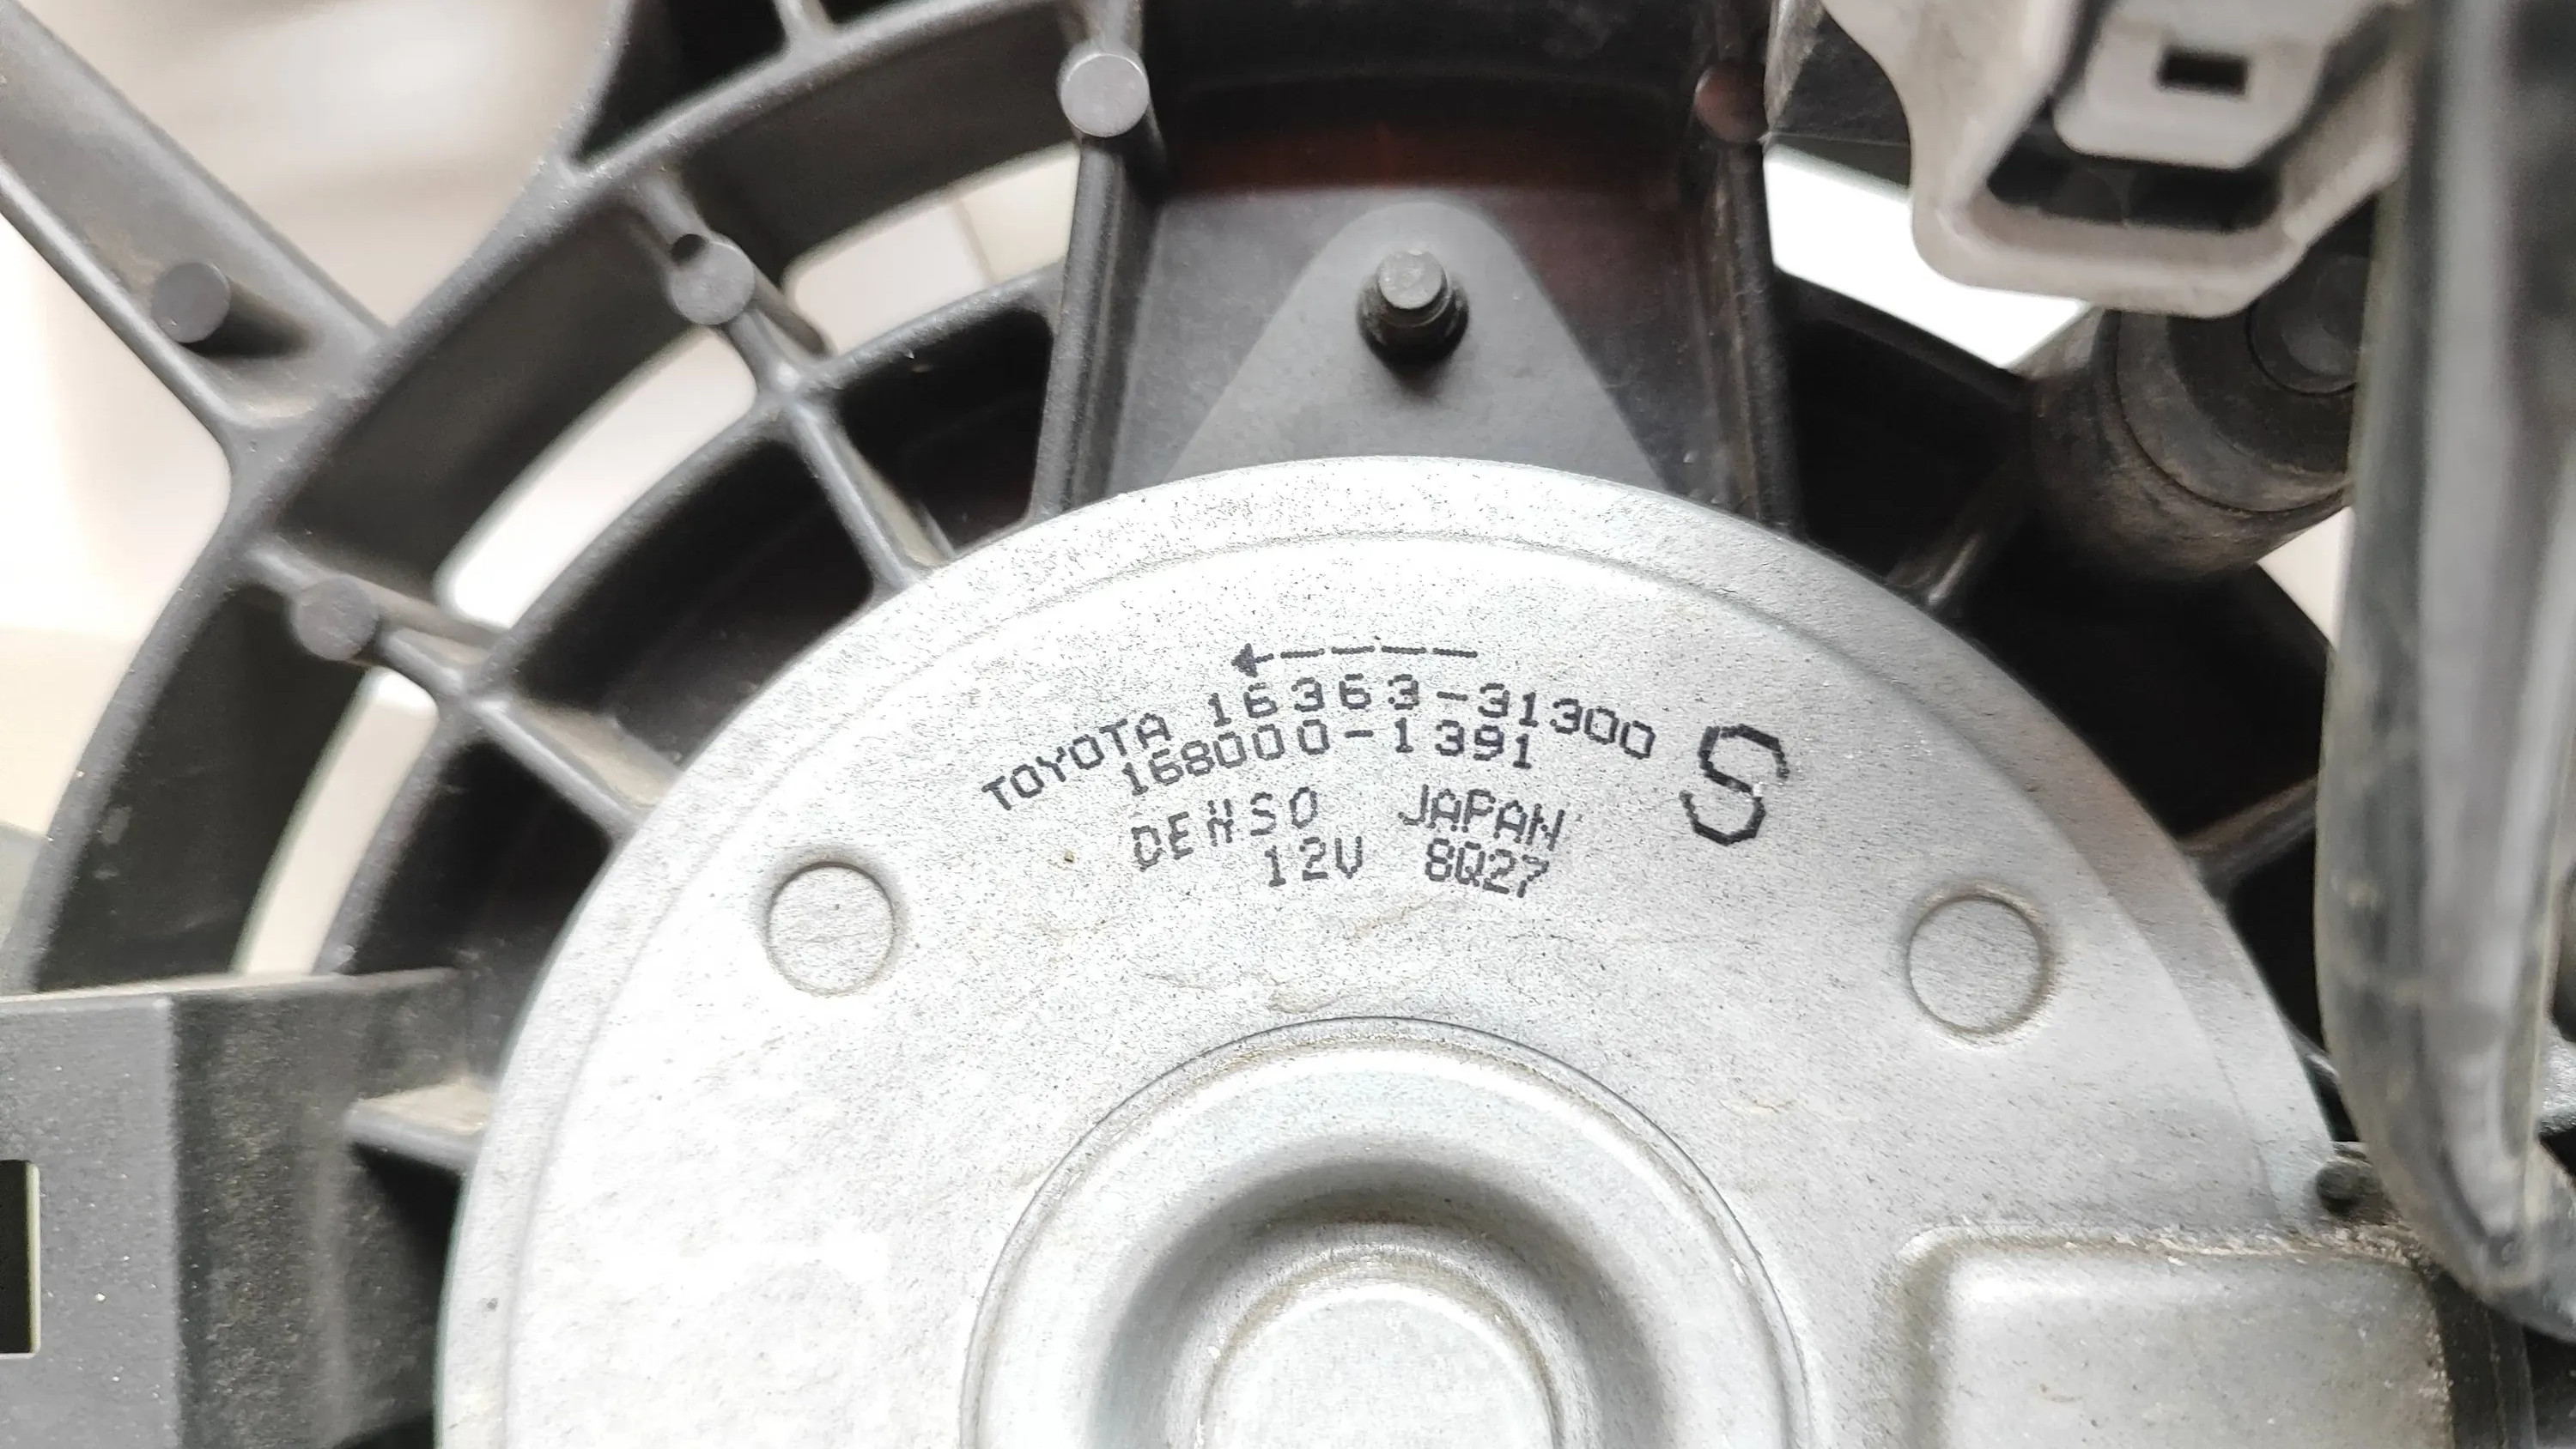 TOYOTA 16363-31300 S
168000-1391
DENSO JAPAN
12V 8Q27